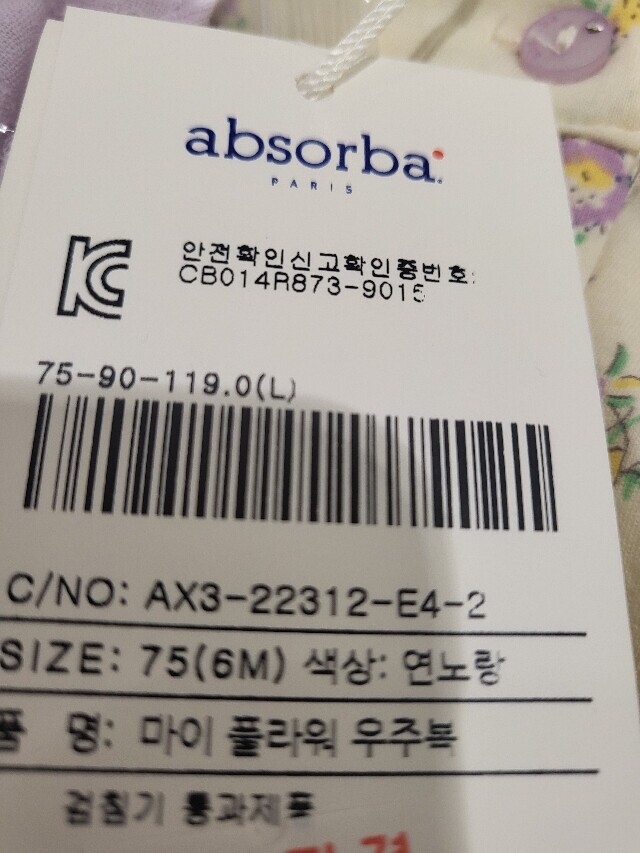 absorba
PARIS
안전확인신고확인증번호:
CB014R873-9015
75-90-119.0(L)
C/NO: AX3-22312-E4-2
SIZE: 75(6M) 색상: 연노랑
품 명: 마이 플라워 우주복
검침기 통과제품